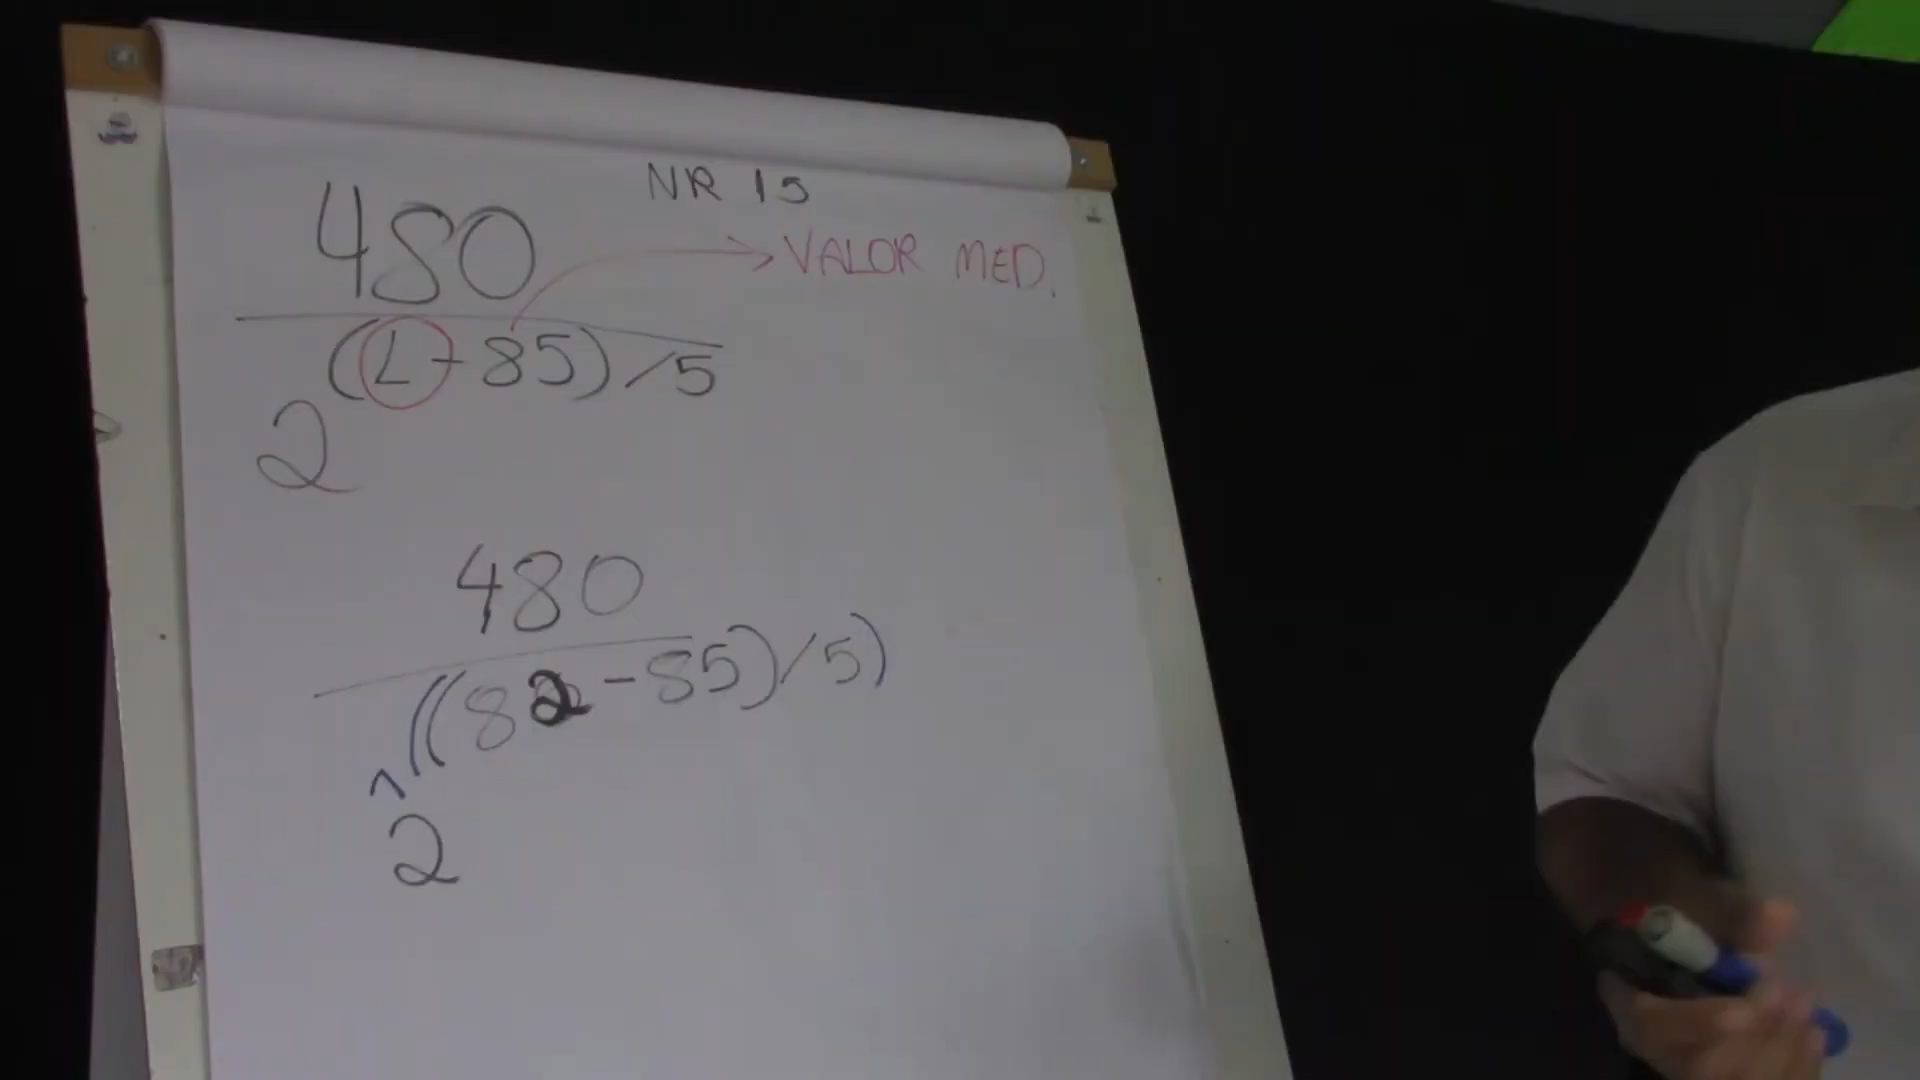 NR 15
480
→ VALOR MED.
(L-85)/5
2
480
((82-85)/5)
^
2